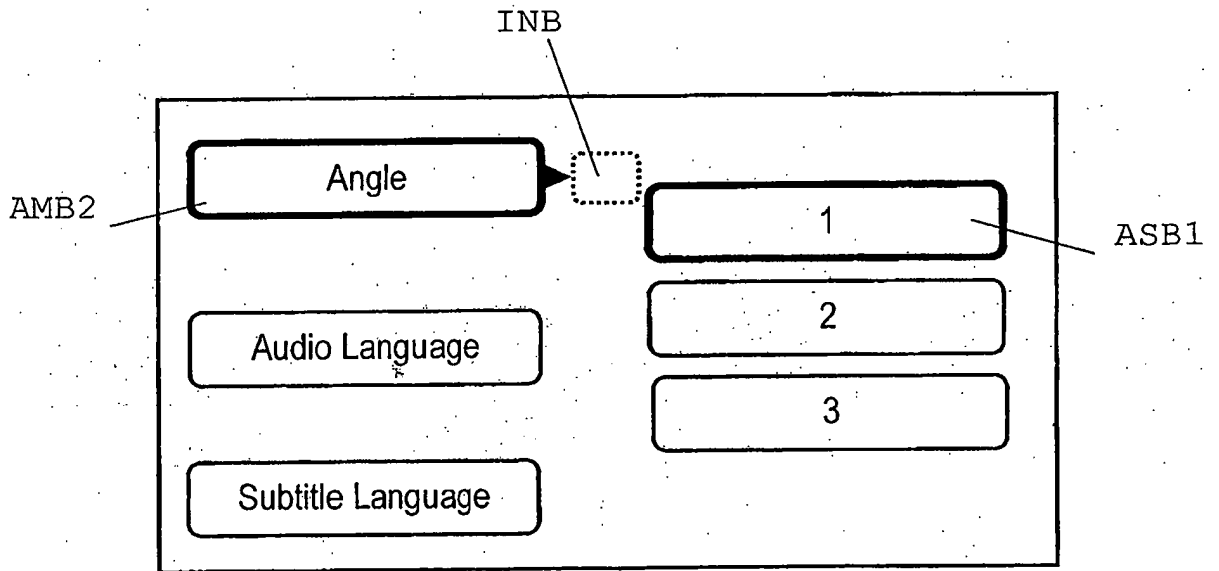 INB
Angle
AMB2
1
ASB1
2
Audio Language
3
Subtitle Language